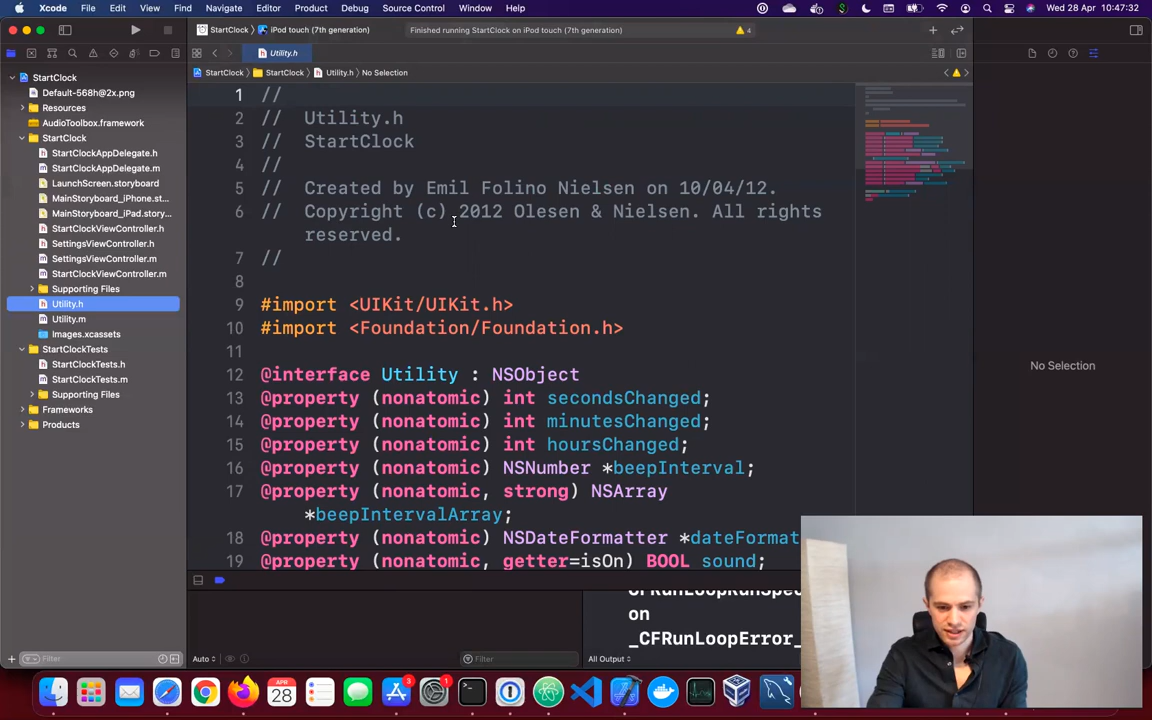 Xcode File Edit View Find Navigate Editor Product Debug Source Control Window Help Wed 28 Apr 10:47:32
StartClock iPod touch (7th generation) Finished running StartClock on iPod touch (7th generation) 4
Utility.h
StartClock StartClock Utility.h No Selection
StartClock
Default-568h@2x.png
Resources
AudioToolbox.framework
StartClock
StartClockAppDelegate.h
StartClockAppDelegate.m
LaunchScreen.storyboard
MainStoryboard_iPhone.st...
MainStoryboard_iPad.story...
StartClockViewController.h
SettingsViewController.h
SettingsViewController.m
StartClockViewController.m
Supporting Files
Utility.h
Utility.m
Images.xcassets
StartClockTests
StartClockTests.h
StartClockTests.m
Supporting Files
Frameworks
Products
Filter
1 //
2 // Utility.h
3 // StartClock
4 //
5 // Created by Emil Folino Nielsen on 10/04/12.
6 // Copyright (c) 2012 Olesen & Nielsen. All rights
reserved.
7 //
8
9 #import <UIKit/UIKit.h>
10 #import <Foundation/Foundation.h>
11
12 @interface Utility : NSObject
13 @property (nonatomic) int secondsChanged;
14 @property (nonatomic) int minutesChanged;
15 @property (nonatomic) int hoursChanged;
16 @property (nonatomic) NSNumber *beepInterval;
17 @property (nonatomic, strong) NSArray
*beepIntervalArray;
18 @property (nonatomic) NSDateFormatter *dateFormat
19 @property (nonatomic, getter=isOn) BOOL sound;
No Selection
CFRunLoopRunSpec
on
_CFRunLoopError_
Auto Filter All Output
APR
28
3
1